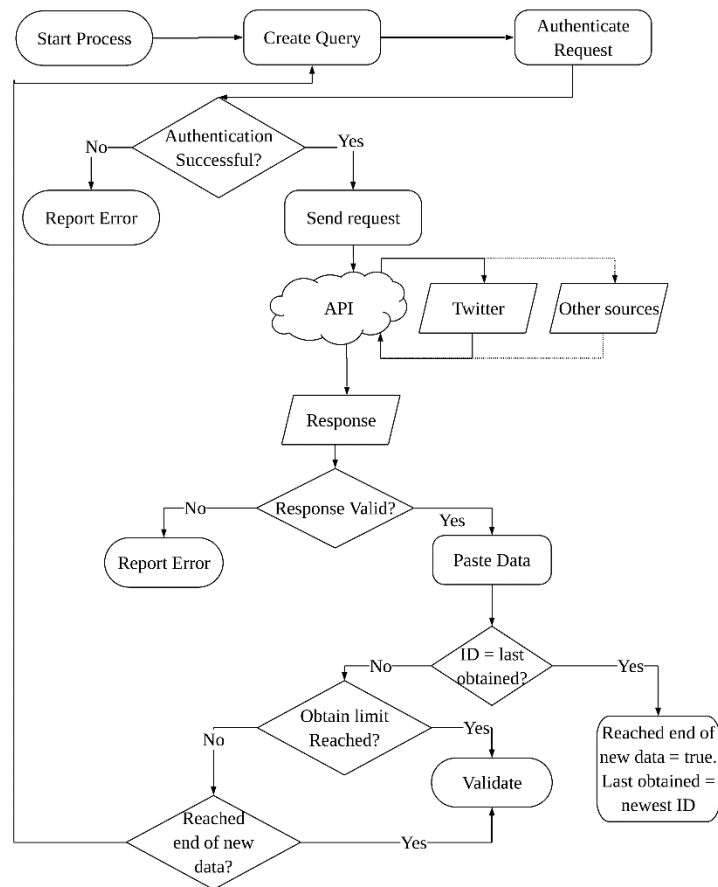 Start Process
Create Query
Authenticate
Request
Authentication
Successful?
No
Yes
Report Error
Send request
API
Twitter
Other sources
Response
Response Valid?
No
Yes
Report Error
Paste Data
ID = last
obtained?
No
Yes
Obtain limit
Reached?
No
Yes
Reached end of
new data = true.
Last obtained =
newest ID
Validate
Reached
end of new
data?
Yes